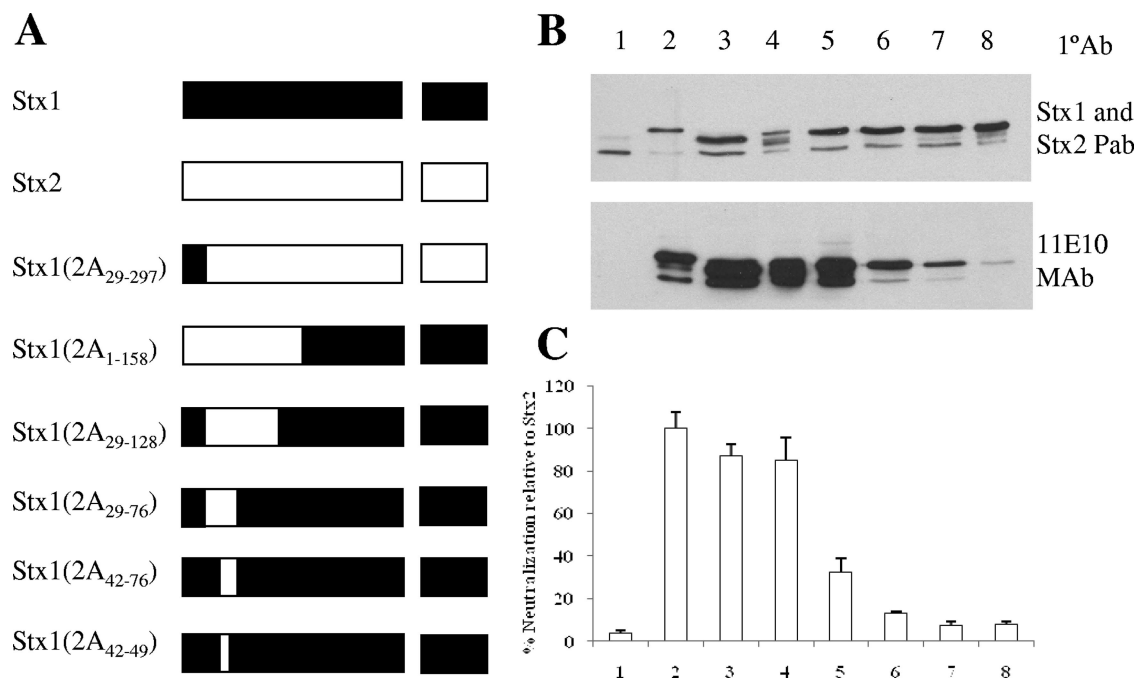 A
Stx1
Stx2
Stx1(2A29-297)
Stx1(2A1-158)
Stx1(2A29-128)
Stx1(2A29-76)
Stx1(2A42-76)
Stx1(2A42-49)
B
1 2 3 4 5 6 7 8 1ºAb
Stx1 and
Stx2 Pab
11E10
MAb
C
% Neutralization relative to Stx2
120
100
80
60
40
20
0
1 2 3 4 5 6 7 8